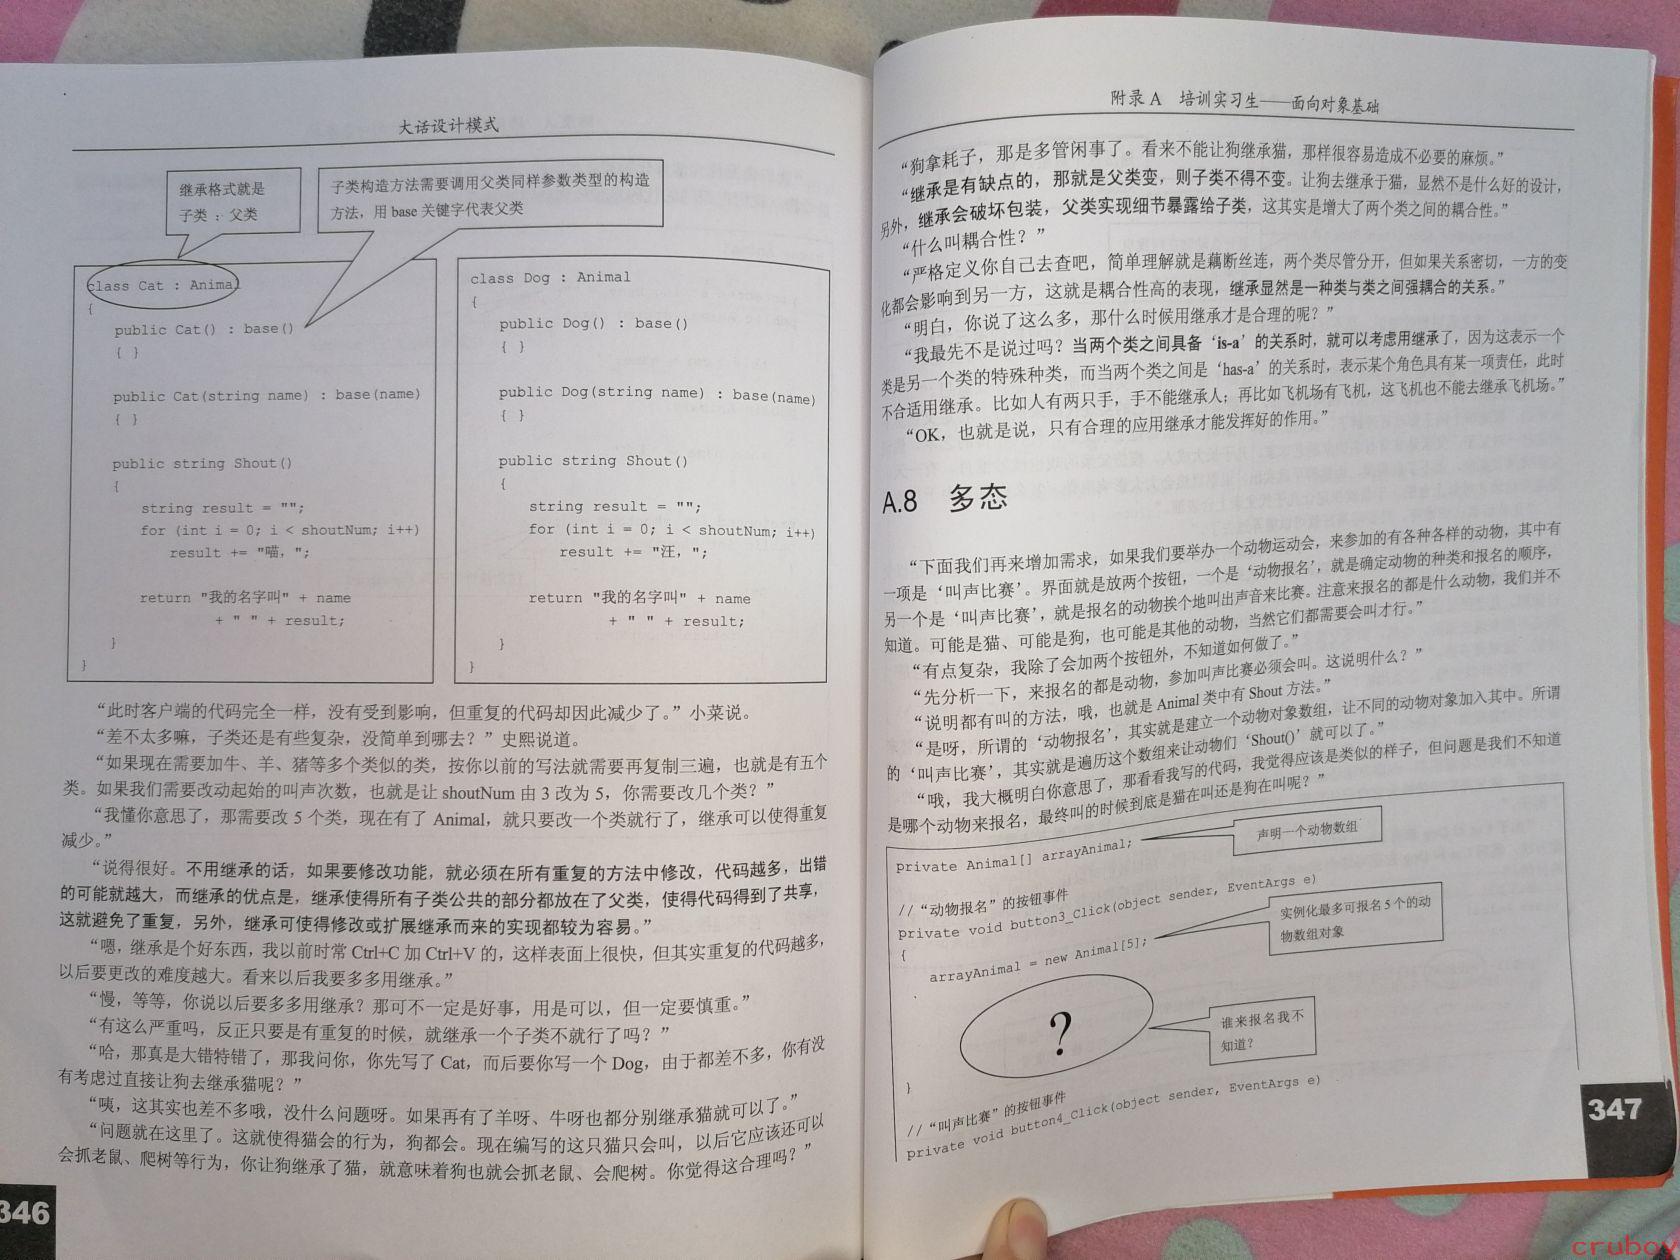 大话设计模式
继承格式就是
子类：父类
子类构造方法需要调用父类同样参数类型的构造
方法，用 base 关键字代表父类
class Cat : Animal
{
public Cat() : base()
{ }
public Cat(string name) : base(name)
{ }
public string Shout()
{
string result = "";
for (int i = 0; i < shoutNum; i++)
result += "喵, ";
return "我的名字叫" + name
+ " " + result;
}
}
class Dog : Animal
{
public Dog() : base()
{ }
public Dog(string name) : base(name)
{ }
public string Shout()
{
string result = "";
for (int i = 0; i < shoutNum; i++)
result += "汪, ";
return "我的名字叫" + name
+ " " + result;
}
}
“此时客户端的代码完全一样，没有受到影响，但重复的代码却因此减少了。”小菜说。
“差不太多嘛，子类还是有些复杂，没简单到哪去？”史熙说道。
“如果现在需要加牛、羊、猪等多个类似的类，按你以前的写法就需要再复制三遍，也就是有五个
类。如果我们需要改动起始的叫声次数，也就是让 shoutNum 由 3 改为 5，你需要改几个类？”
“我懂你意思了，那需要改 5 个类，现在有了 Animal，就只要改一个类就行了，继承可以使得重复
减少。”
“说得很好。不用继承的话，如果要修改功能，就必须在所有重复的方法中修改，代码越多，出错
的可能就越大，而继承的优点是，继承使得所有子类公共的部分都放在了父类，使得代码得到了共享，
这就避免了重复，另外，继承可使得修改或扩展继承而来的实现都较为容易。”
“嗯，继承是个好东西，我以前时常 Ctrl+C 加 Ctrl+V 的，这样表面上很快，但其实重复的代码越多，
以后要更改的难度越大。看来以后我要多多用继承。”
“慢，等等，你说以后要多多用继承？那可不一定是好事，用是可以，但一定要慎重。”
“有这么严重吗，反正只要是有重复的时候，就继承一个子类不就行了吗？”
“哈，那真是大错特错了，那我问你，你先写了 Cat，而后要你写一个 Dog，由于都差不多，你有没
有考虑过直接让狗去继承猫呢？”
“咦，这其实也差不多哦，没什么问题呀。如果再有了羊呀、牛呀也都分别继承猫就可以了。”
“问题就在这里了。这就使得猫会的行为，狗都会。现在编写的这只猫只会叫，以后它应该还可以
会抓老鼠、爬树等行为，你让狗继承了猫，就意味着狗也就会抓老鼠、会爬树。你觉得这合理吗？”
346
附录 A 培训实习生——面向对象基础
“狗拿耗子，那是多管闲事了。看来不能让狗继承猫，那样很容易造成不必要的麻烦。”
“继承是有缺点的，那就是父类变，则子类不得不变。让狗去继承于猫，显然不是什么好的设计，
另外，继承会破坏包装，父类实现细节暴露给子类，这其实是增大了两个类之间的耦合性。”
“什么叫耦合性？”
“严格定义你自己去查吧，简单理解就是藕断丝连，两个类尽管分开，但如果关系密切，一方的变
化都会影响到另一方，这就是耦合性高的表现，继承显然是一种类与类之间强耦合的关系。”
“明白，你说了这么多，那什么时候用继承才是合理的呢？”
“我最先不是说过吗？当两个类之间具备‘is-a’的关系时，就可以考虑用继承了，因为这表示一个
类是另一个类的特殊种类，而当两个类之间是‘has-a’的关系时，表示某个角色具有某一项责任，此时
不合适用继承。比如人有两只手，手不能继承人；再比如飞机场有飞机，这飞机也不能去继承飞机场。”
“OK，也就是说，只有合理的应用继承才能发挥好的作用。”
A.8 多态
“下面我们再来增加需求，如果我们要举办一个动物运动会，来参加的有各种各样的动物，其中有
一项是‘叫声比赛’。界面就是放两个按钮，一个是‘动物报名’，就是确定动物的种类和报名的顺序，
另一个是‘叫声比赛’，就是报名的动物挨个地叫出声音来比赛。注意来报名的都是什么动物，我们并不
知道。可能是猫、可能是狗，也可能是其他的动物，当然它们都需要会叫才行。”
“有点复杂，我除了会加两个按钮外，不知道如何做了。”
“先分析一下，来报名的都是动物，参加叫声比赛必须会叫。这说明什么？”
“说明都有叫的方法，哦，也就是 Animal 类中有 Shout 方法。”
“是呀，所谓的‘动物报名’，其实就是建立一个动物对象数组，让不同的动物对象加入其中。所谓
的‘叫声比赛’，其实就是遍历这个数组来让动物们‘Shout()’就可以了。”
“哦，我大概明白你意思了，那看看我写的代码，我觉得应该是类似的样子，但问题是我们不知道
是哪个动物来报名，最终叫的时候到底是猫在叫还是狗在叫呢？”
private Animal[] arrayAnimal;
声明一个动物数组
//“动物报名”的按钮事件
private void button3_Click(object sender, EventArgs e)
{
arrayAnimal = new Animal[5];
实例化最多可报名 5 个的动
物数组对象
?
谁来报名我不
知道？
}
//“叫声比赛”的按钮事件
private void button4_Click(object sender, EventArgs e)
347